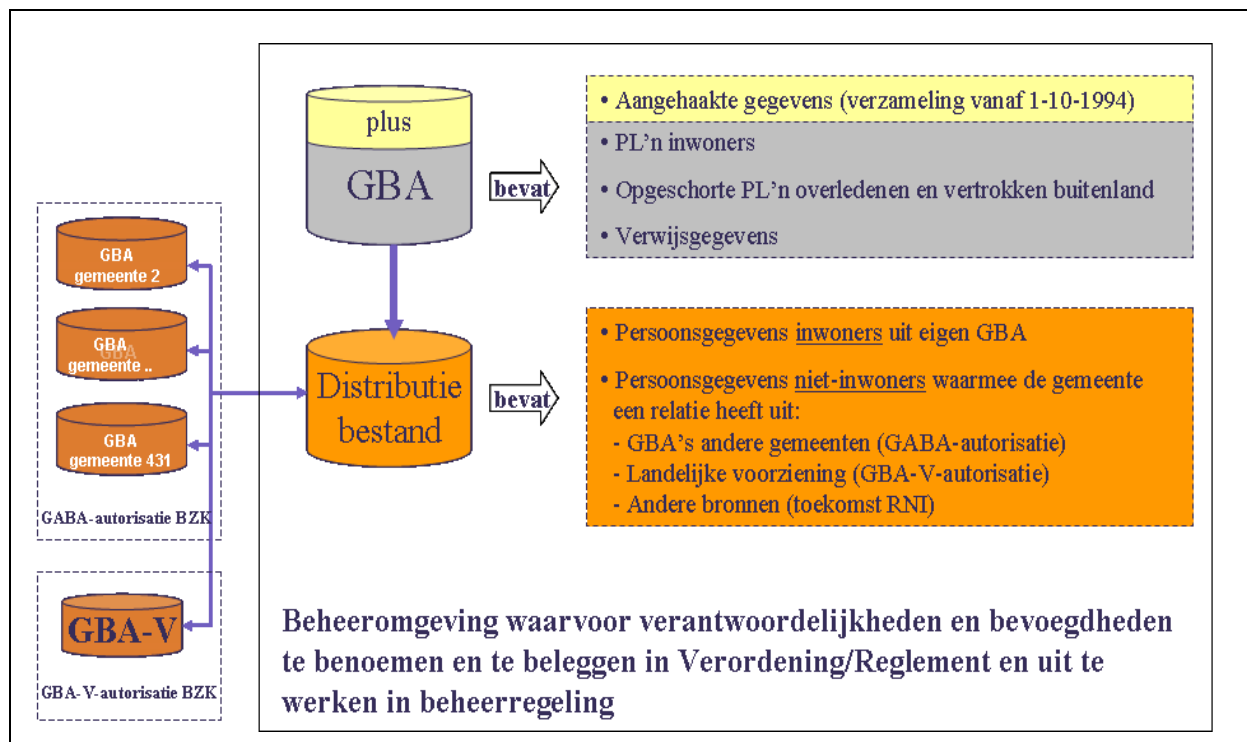 plus
GBA
bevat
• Aangehaakte gegevens (verzameling vanaf 1-10-1994)
• PL'n inwoners
• Opgeschorte PL'n overledenen en vertrokken buitenland
• Verwijsgegevens
GBA
gemeente 2
GBA
GBA
gemeente ..
GBA
gemeente 431
GABA-autorisatie BZK
GBA-V
GBA-V-autorisatie BZK
Distributie
bestand
bevat
• Persoonsgegevens inwoners uit eigen GBA
• Persoonsgegevens niet-inwoners waarmee de gemeente
een relatie heeft uit:
- GBA's andere gemeenten (GABA-autorisatie)
- Landelijke voorziening (GBA-V-autorisatie)
- Andere bronnen (toekomst RNI)
Beheeromgeving waarvoor verantwoordelijkheden en bevoegdheden
te benoemen en te beleggen in Verordening/Reglement en uit te
werken in beheerregeling